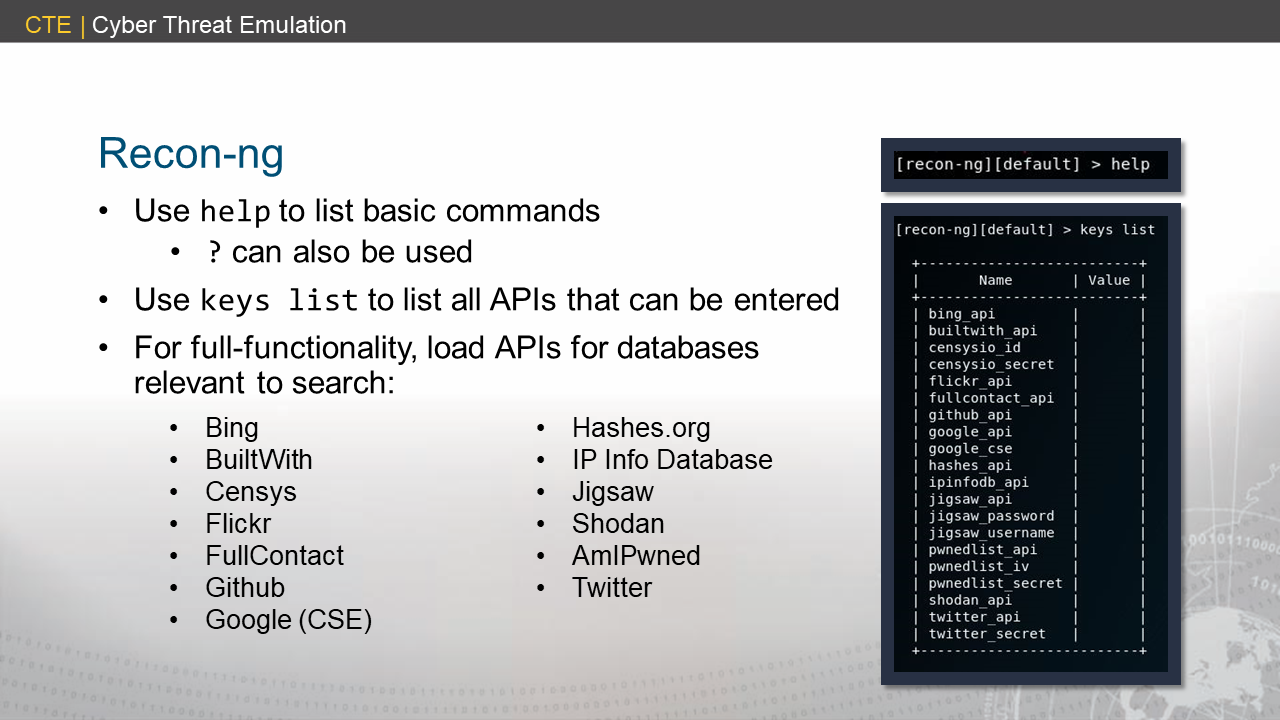 CTE | Cyber Threat Emulation
Recon-ng
• Use help to list basic commands
• ? can also be used
• Use keys list to list all APIs that can be entered
• For full-functionality, load APIs for databases
relevant to search:
• Bing
• BuiltWith
• Censys
• Flickr
• FullContact
• Github
• Google (CSE)
• Hashes.org
• IP Info Database
• Jigsaw
• Shodan
• AmIPwned
• Twitter
[recon-ng][default] > help
[recon-ng][default] > keys list
+--------------------------+
| Name | Value |
+--------------------------+
| bing_api | |
| builtwith_api | |
| censysio_id | |
| censysio_secret | |
| flickr_api | |
| fullcontact_api | |
| github_api | |
| google_api | |
| google_cse | |
| hashes_api | |
| ipinfodb_api | |
| jigsaw_api | |
| jigsaw_password | |
| jigsaw_username | |
| pwnedlist_api | |
| pwnedlist_iv | |
| pwnedlist_secret | |
| shodan_api | |
| twitter_api | |
| twitter_secret | |
+--------------------------+